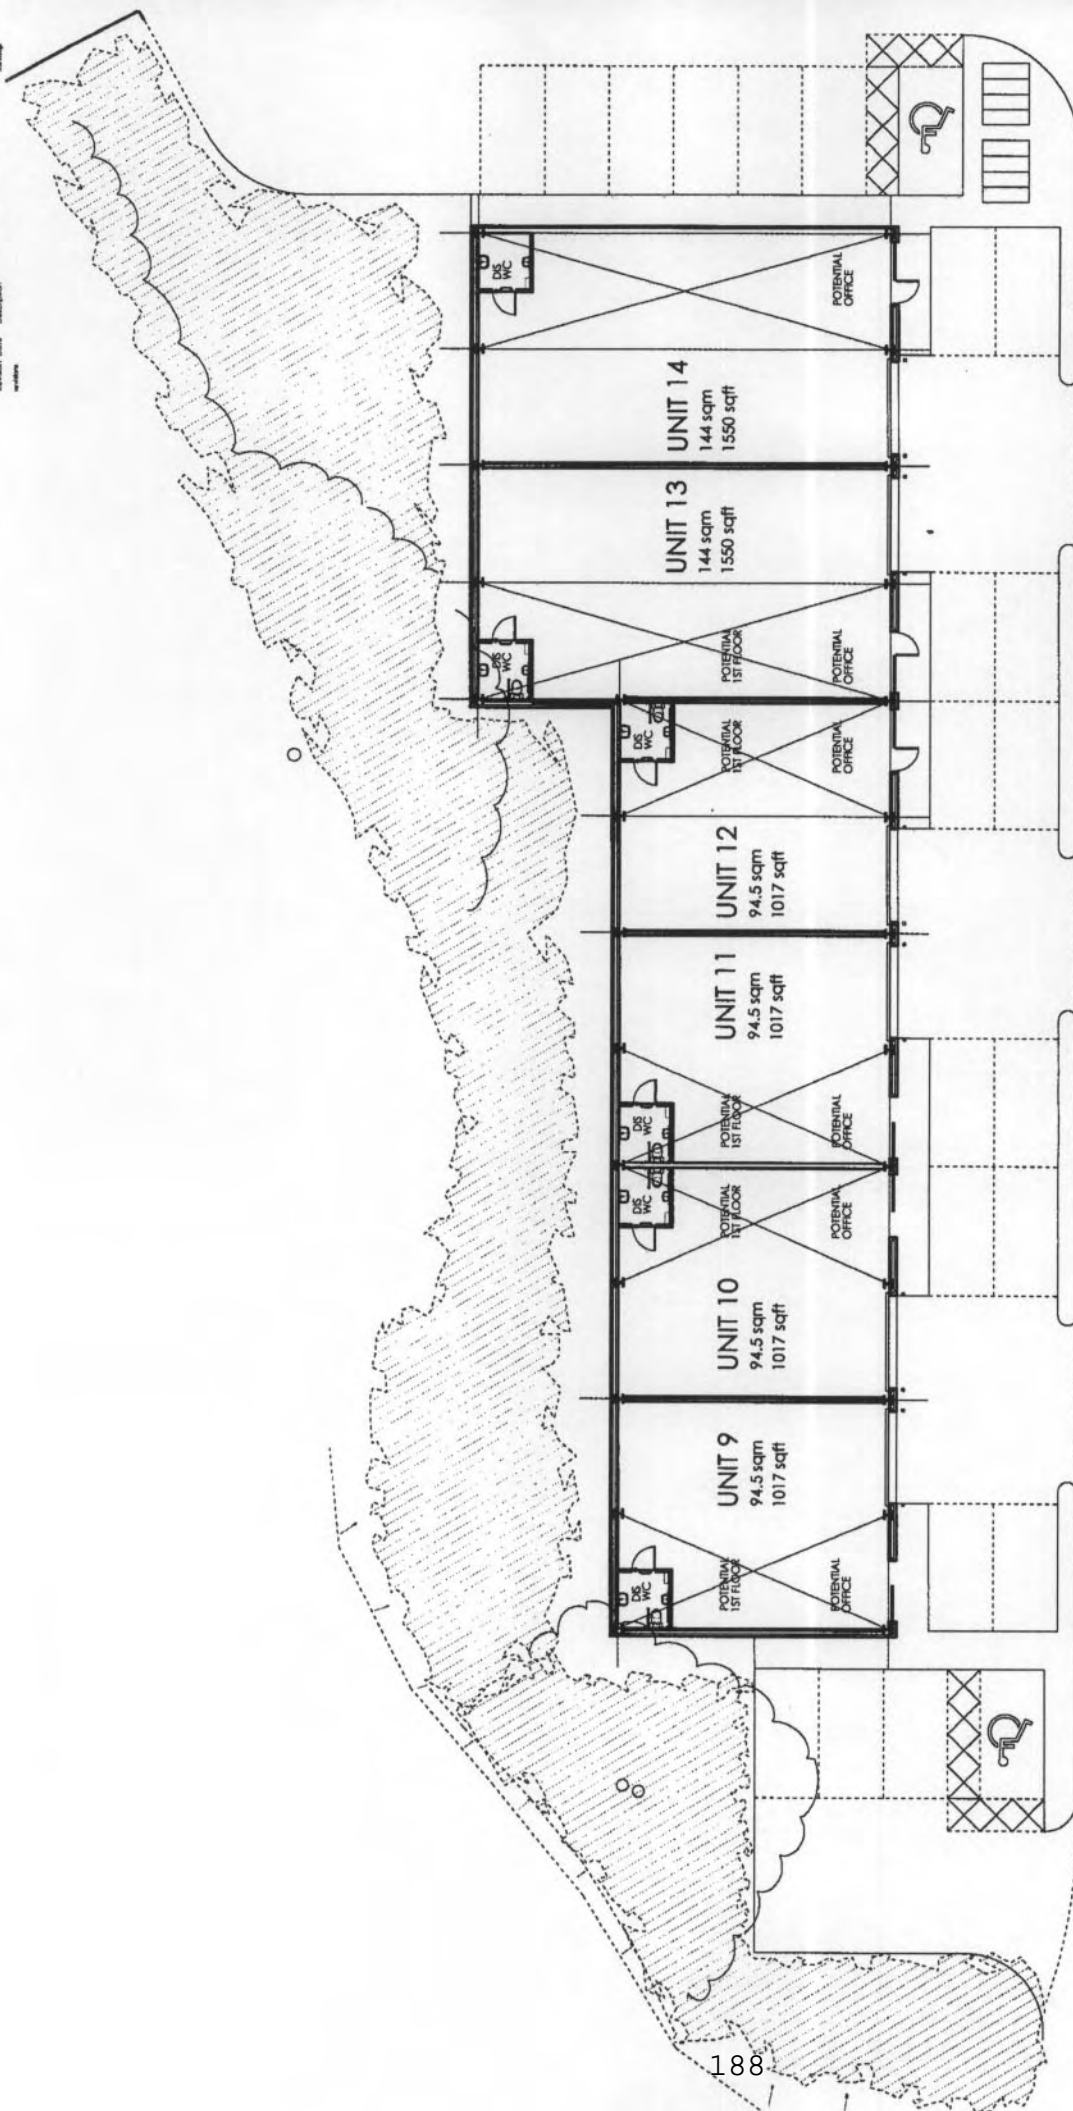 DIS
WC
POTENTIAL
OFFICE
UNIT 14
144 sqm
1550 sqft
UNIT 13
144 sqm
1550 sqft
DIS
WC
POTENTIAL
1ST FLOOR
POTENTIAL
OFFICE
DIS
WC
POTENTIAL
1ST FLOOR
POTENTIAL
OFFICE
UNIT 12
94.5 sqm
1017 sqft
UNIT 11
94.5 sqm
1017 sqft
DIS
WC
POTENTIAL
1ST FLOOR
POTENTIAL
OFFICE
DIS
WC
POTENTIAL
1ST FLOOR
POTENTIAL
OFFICE
UNIT 10
94.5 sqm
1017 sqft
UNIT 9
94.5 sqm
1017 sqft
DIS
WC
POTENTIAL
1ST FLOOR
POTENTIAL
OFFICE
188